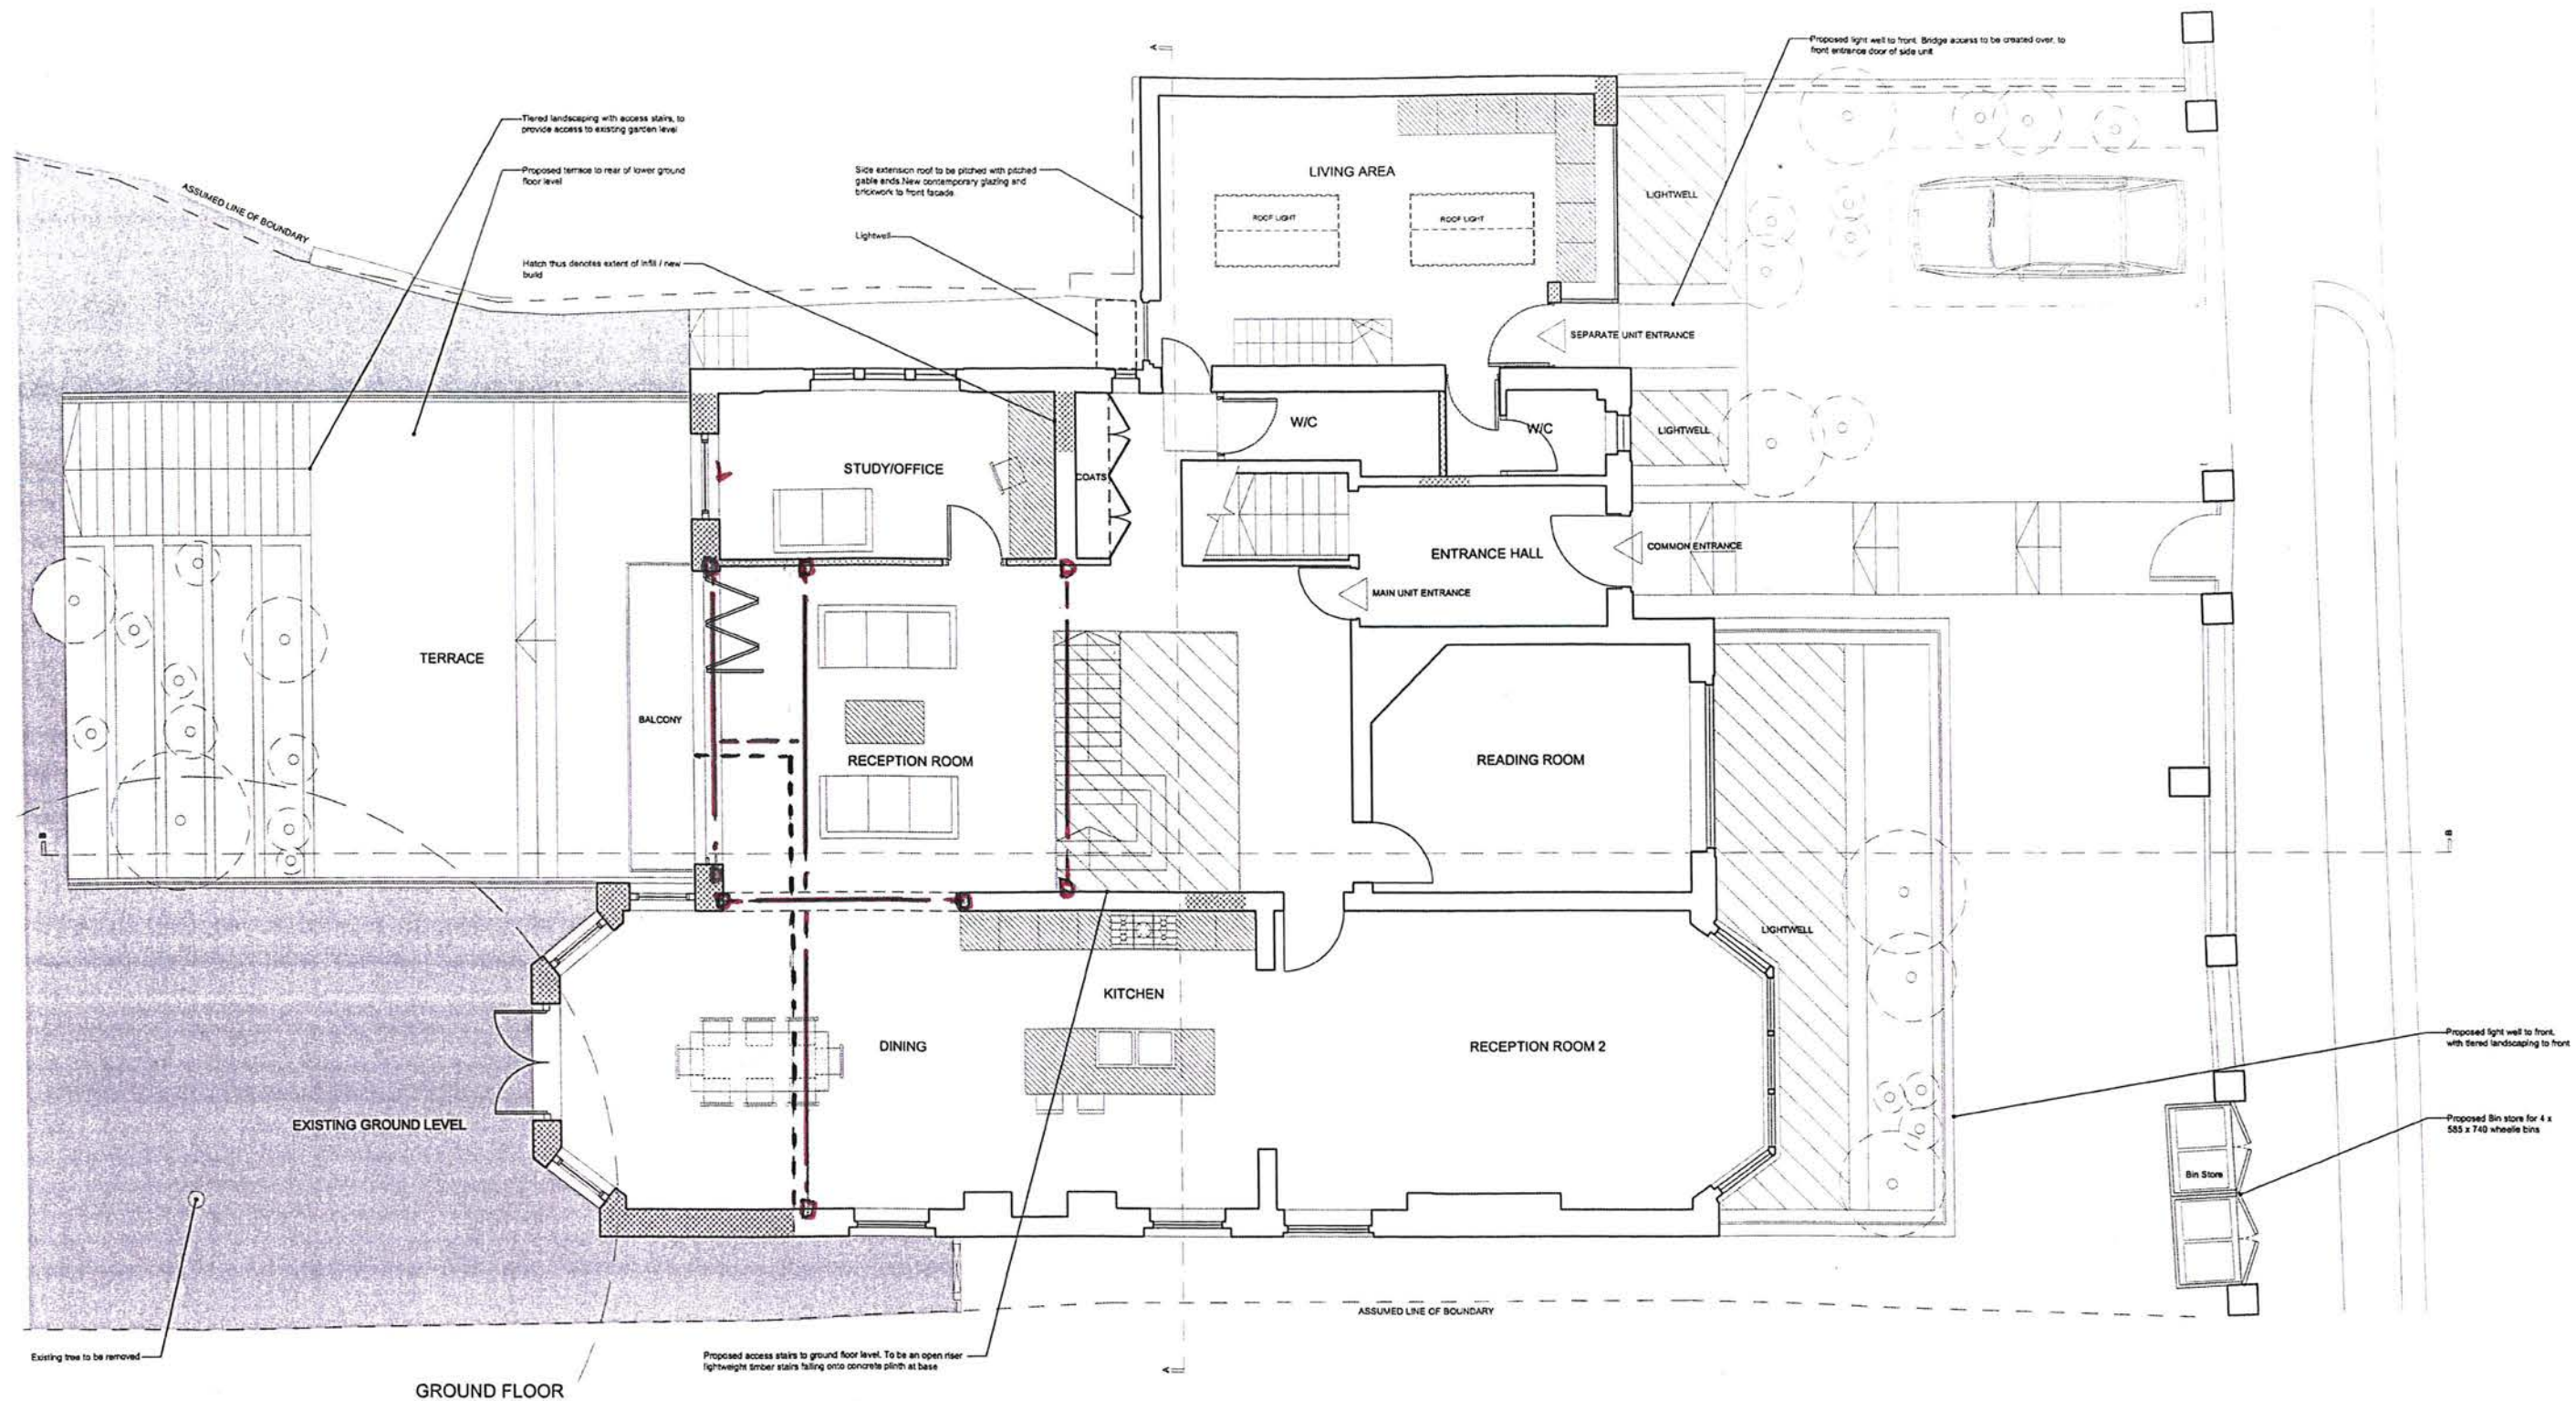 Proposed light well to front. Bridge access to be created over, to
front entrance door of side unit
Tiered landscaping with access stairs, to
provide access to existing garden level
Proposed terrace to rear of lower ground
floor level
Side extension roof to be pitched with pitched
gable ends.New contemporary glazing and
brickwork to front facade
Lightwell
Hatch thus denotes extent of infill / new
build
ASSUMED LINE OF BOUNDARY
A
LIVING AREA
ROOF LIGHT
ROOF LIGHT
LIGHTWELL
SEPARATE UNIT ENTRANCE
W/C
W/C
LIGHTWELL
STUDY/OFFICE
COATS
ENTRANCE HALL
COMMON ENTRANCE
MAIN UNIT ENTRANCE
TERRACE
BALCONY
RECEPTION ROOM
READING ROOM
B
B
LIGHTWELL
KITCHEN
DINING
RECEPTION ROOM 2
EXISTING GROUND LEVEL
Proposed light well to front,
with tiered landscaping to front
Proposed Bin store for 4 x
585 x 740 wheelie bins
Bin Store
ASSUMED LINE OF BOUNDARY
Existing tree to be removed
Proposed access stairs to ground floor level. To be an open riser
lightweight timber stairs falling onto concrete plinth at base
A
GROUND FLOOR